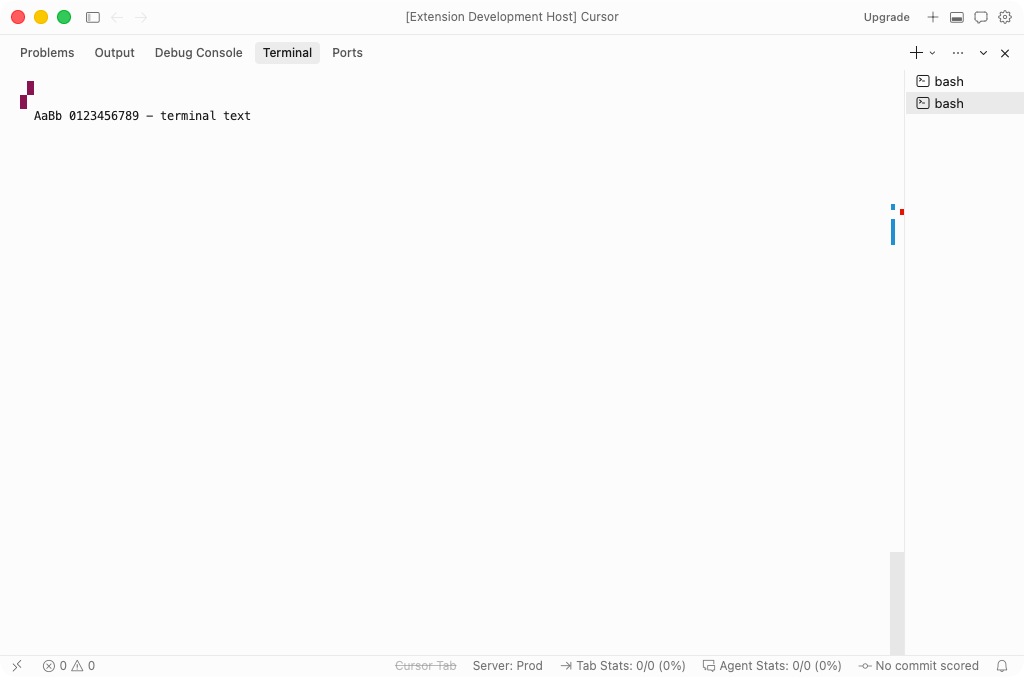 [Extension Development Host] Cursor
Upgrade
Problems Output Debug Console Terminal Ports
bash
bash
AaBb 0123456789 — terminal text
0 0 Cursor Tab Server: Prod Tab Stats: 0/0 (0%) Agent Stats: 0/0 (0%) No commit scored